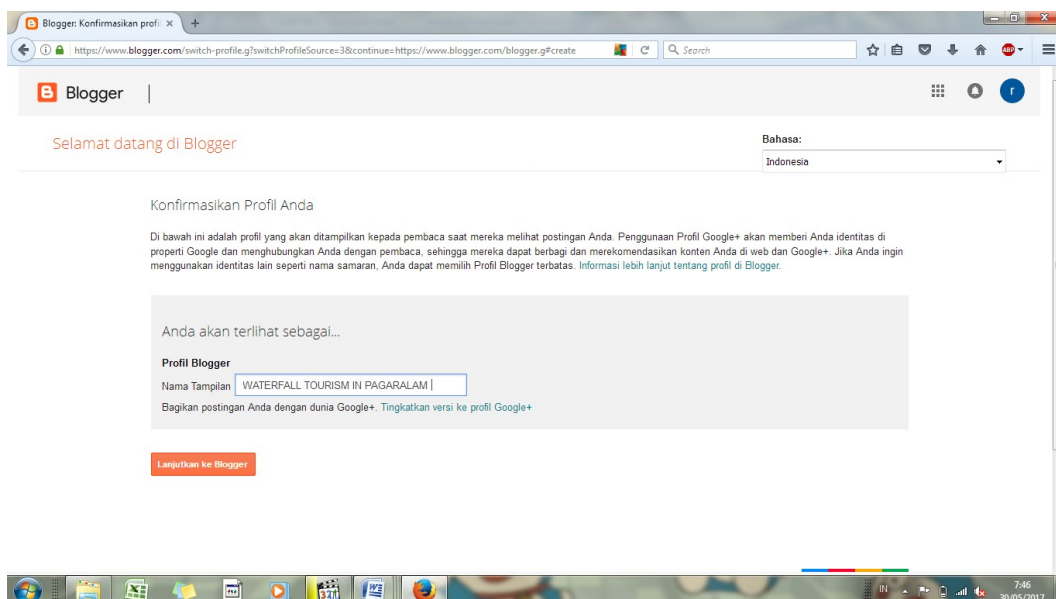 Blogger: Konfirmasikan profi
https://www.blogger.com/switch-profile.g?switchProfileSource=3&continue=https://www.blogger.com/blogger.g#create
Search
ABP
Blogger
r
Selamat datang di Blogger
Bahasa:
Indonesia
Konfirmasikan Profil Anda
Di bawah ini adalah profil yang akan ditampilkan kepada pembaca saat mereka melihat postingan Anda. Penggunaan Profil Google+ akan memberi Anda identitas di
properti Google dan menghubungkan Anda dengan pembaca, sehingga mereka dapat berbagi dan merekomendasikan konten Anda di web dan Google+. Jika Anda ingin
menggunakan identitas lain seperti nama samaran, Anda dapat memilih Profil Blogger terbatas. Informasi lebih lanjut tentang profil di Blogger.
Anda akan terlihat sebagai...
Profil Blogger
Nama Tampilan WATERFALL TOURISM IN PAGARALAM
Bagikan postingan Anda dengan dunia Google+. Tingkatkan versi ke profil Google+
Lanjutkan ke Blogger
IN
7:46
30/05/2017